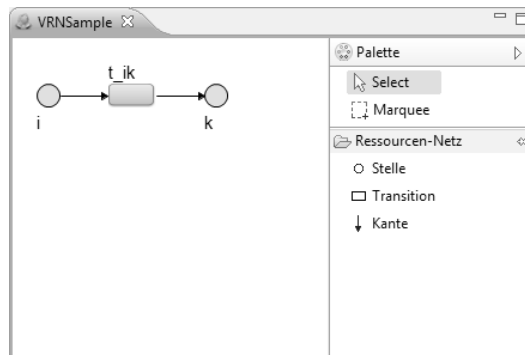 VRNSample
t_ik
i
k
Palette
Select
Marquee
Ressourcen-Netz
Stelle
Transition
Kante